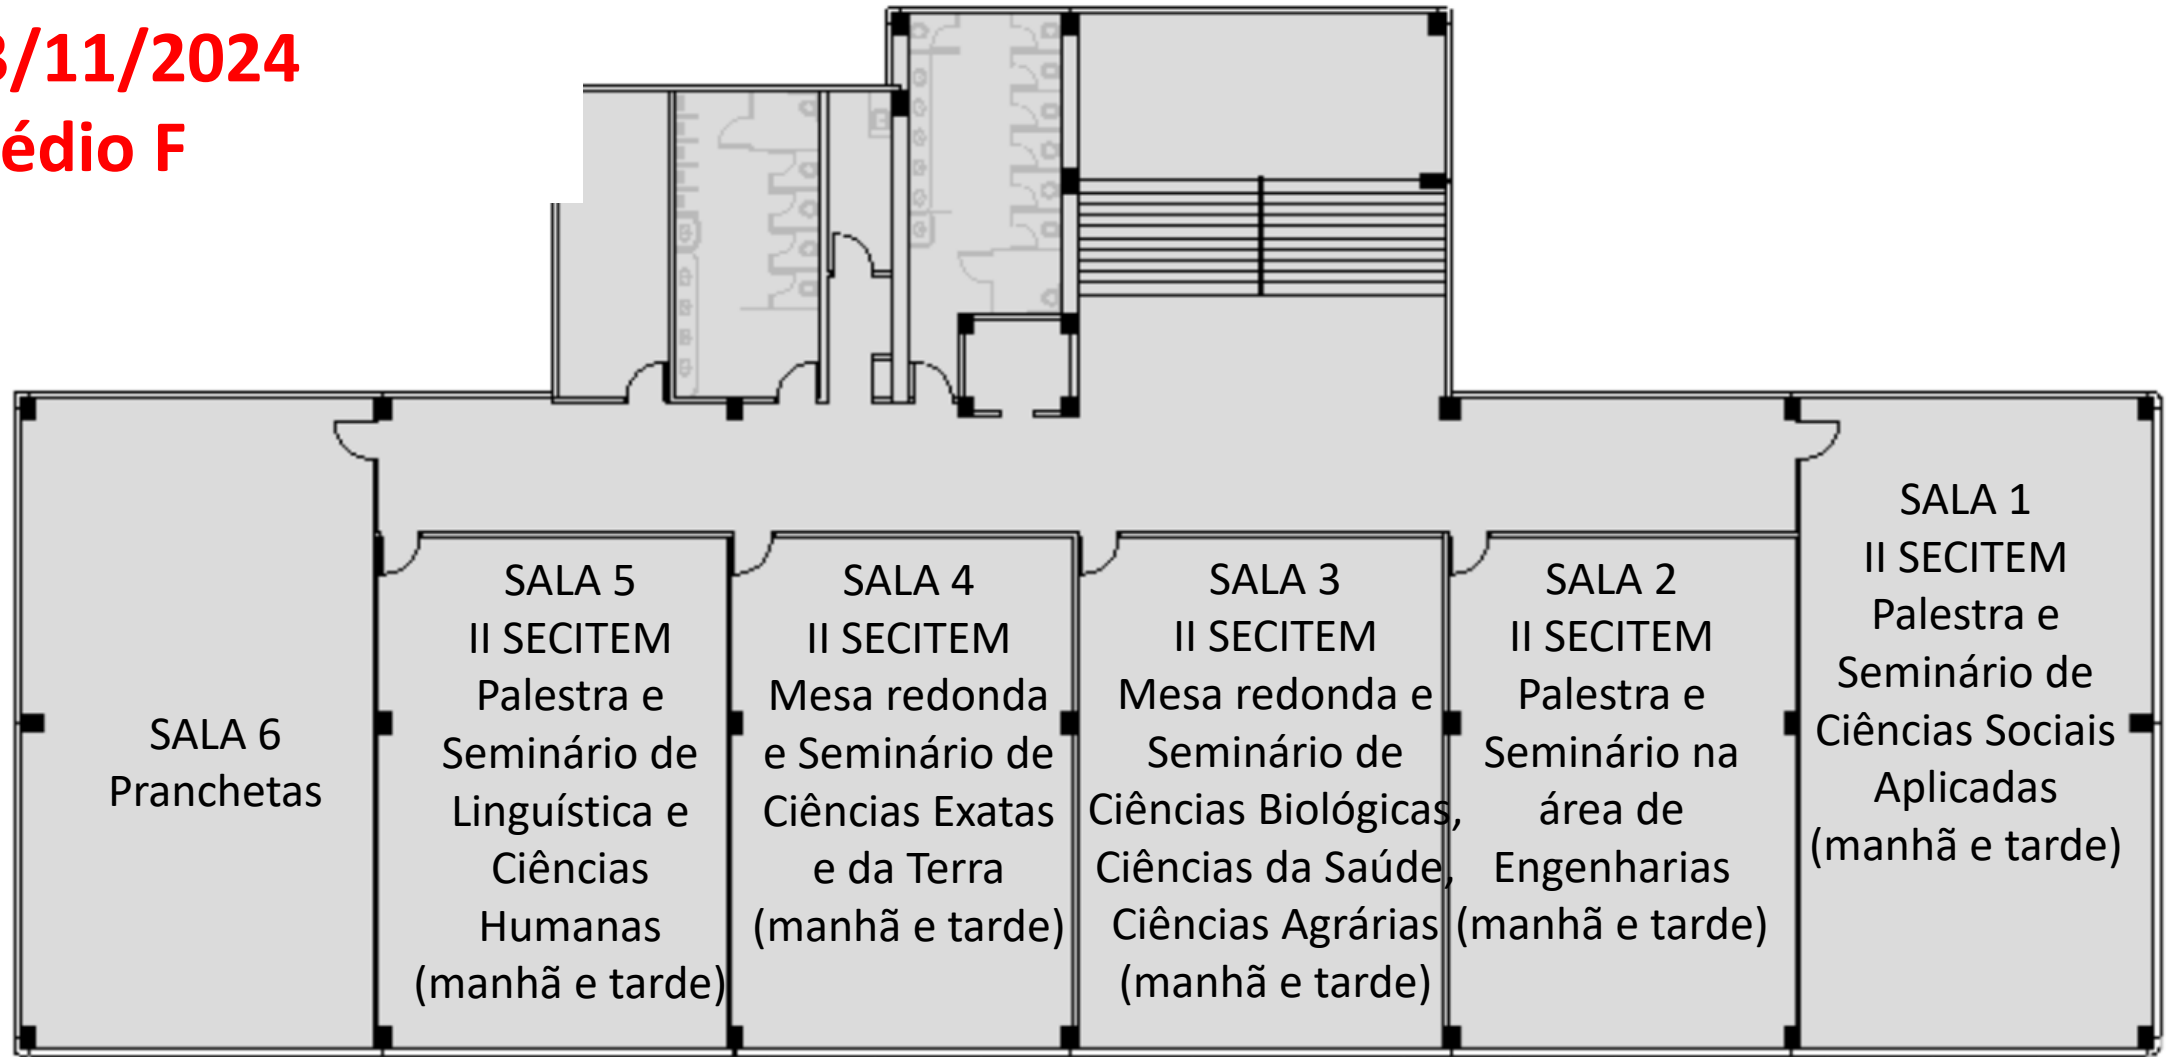 3/11/2024
édio F
SALA 6
Pranchetas
SALA 5
II SECITEM
Palestra e
Seminário de
Linguística e
Ciências
Humanas
(manhã e tarde)
SALA 4
II SECITEM
Mesa redonda
e Seminário de
Ciências Exatas
e da Terra
(manhã e tarde)
SALA 3
II SECITEM
Mesa redonda e
Seminário de
Ciências Biológicas,
Ciências da Saúde,
Ciências Agrárias
(manhã e tarde)
SALA 2
II SECITEM
Palestra e
Seminário na
área de
Engenharias
(manhã e tarde)
SALA 1
II SECITEM
Palestra e
Seminário de
Ciências Sociais
Aplicadas
(manhã e tarde)